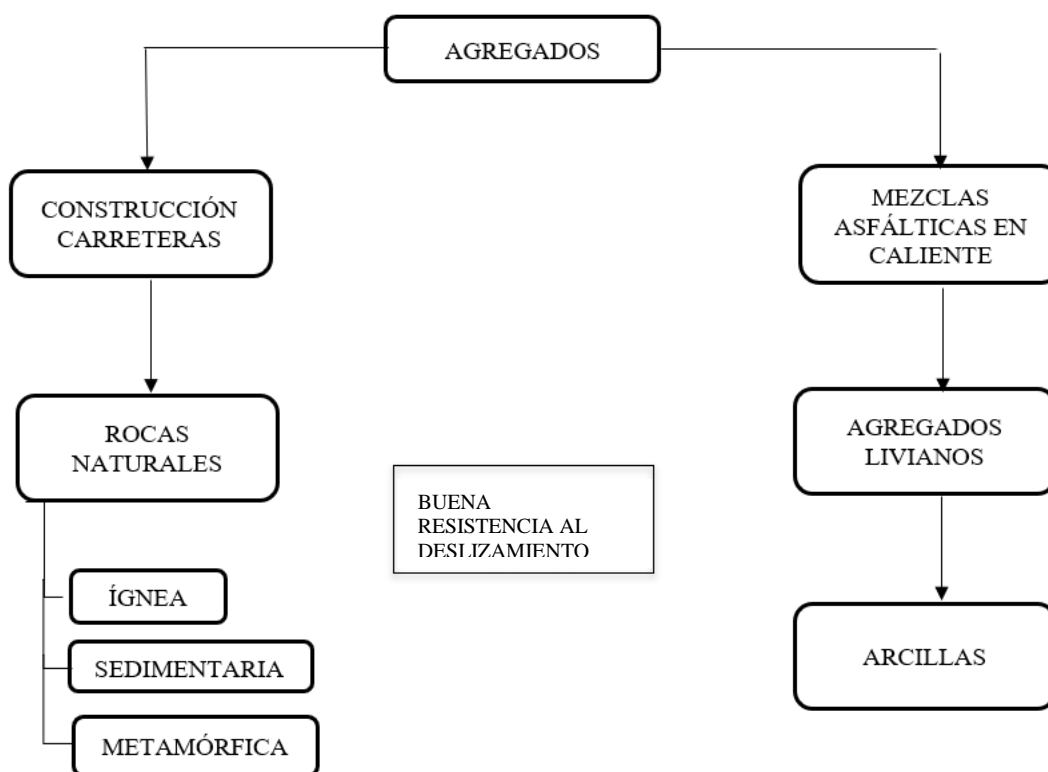 AGREGADOS
CONSTRUCCIÓN
CARRETERAS
MEZCLAS
ASFÁLTICAS EN
CALIENTE
ROCAS
NATURALES
AGREGADOS
LIVIANOS
BUENA
RESISTENCIA AL
DESLIZAMIENTO
ÍGNEA
SEDIMENTARIA
METAMÓRFICA
ARCILLAS